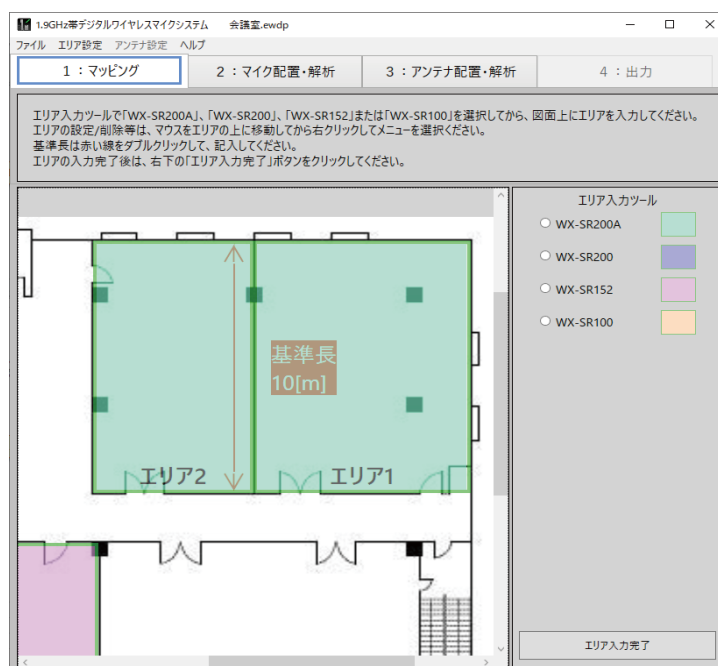 1.9GHz帯デジタルワイヤレスマイクシステム　会議室.ewdp
ファイル エリア設定 アンテナ設定 ヘルプ
1 ：マッピング
2 ：マイク配置・解析
3 ：アンテナ配置・解析
4 ：出力
エリア入力ツールで「WX-SR200A」、「WX-SR200」、「WX-SR152」または「WX-SR100」を選択してから、図面上にエリアを入力してください。
エリアの設定/削除等は、マウスをエリアの上に移動してから右クリックしてメニューを選択ください。
基準長は赤い線をダブルクリックして、記入してください。
エリアの入力完了後は、右下の「エリア入力完了」ボタンをクリックしてください。
基準長
10[m]
エリア2
エリア1
エリア入力ツール
WX-SR200A
WX-SR200
WX-SR152
WX-SR100
エリア入力完了